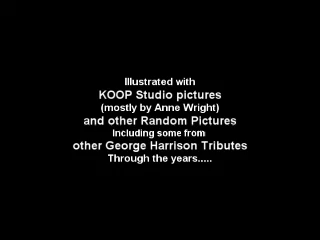 Illustrated with
KOOP Studio pictures
(mostly by Anne Wright)
and other Random Pictures
Including some from
other George Harrison Tributes
Through the years.....